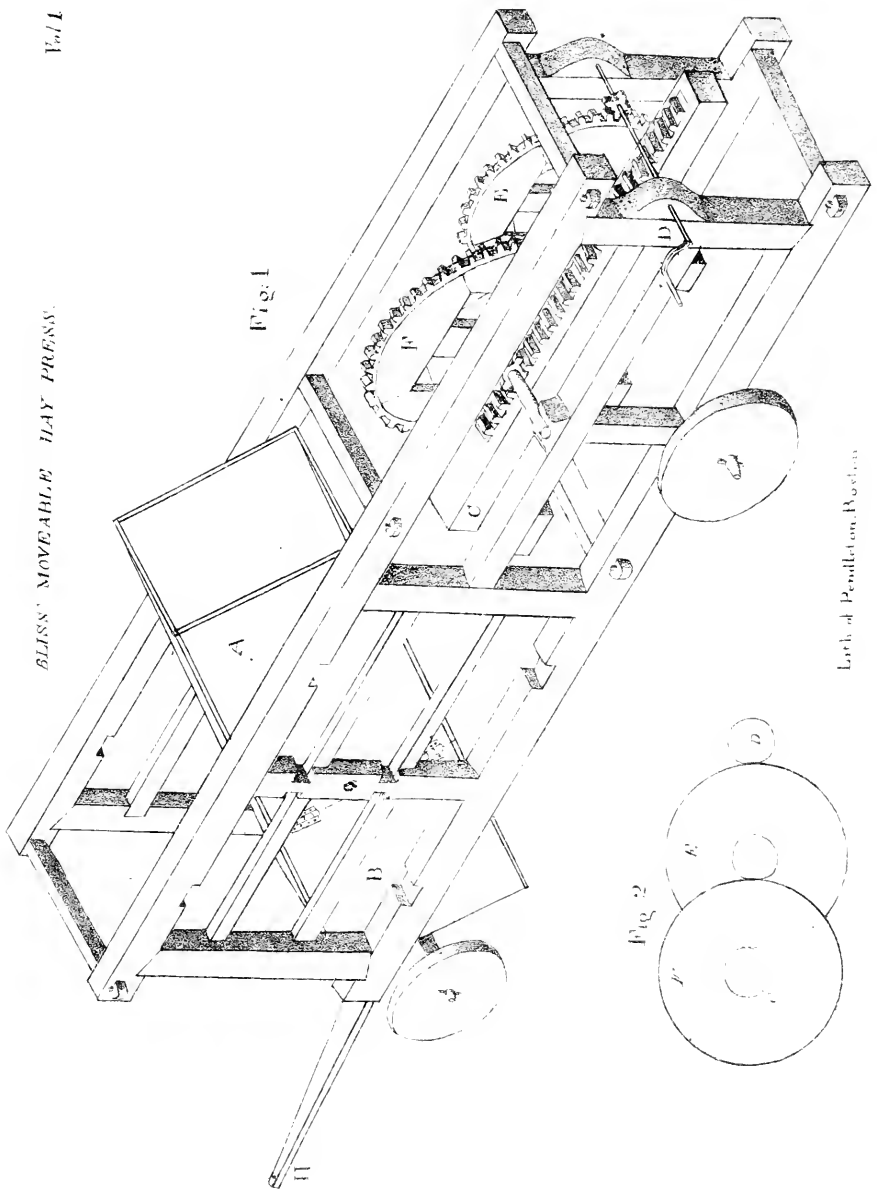 Vol 1
BLISS' MOVEABLE HAY PRESS.
Fig. 1
A
B
C
D
E
F
H
Fig. 2
D
E
F
Lith of Pendleton, Boston